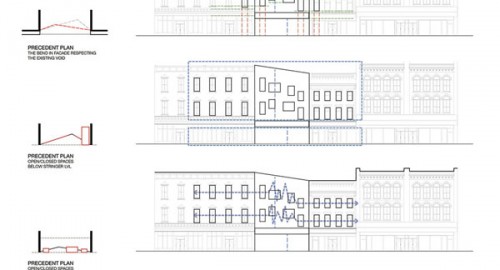 PRECEDENT PLAN
THE BEND IN FACADE RESPECTING
THE EXISTING VOID
PRECEDENT PLAN
OPEN/CLOSED SPACES
BELOW STRINGER LVL
PRECEDENT PLAN
OPEN/CLOSED SPACES